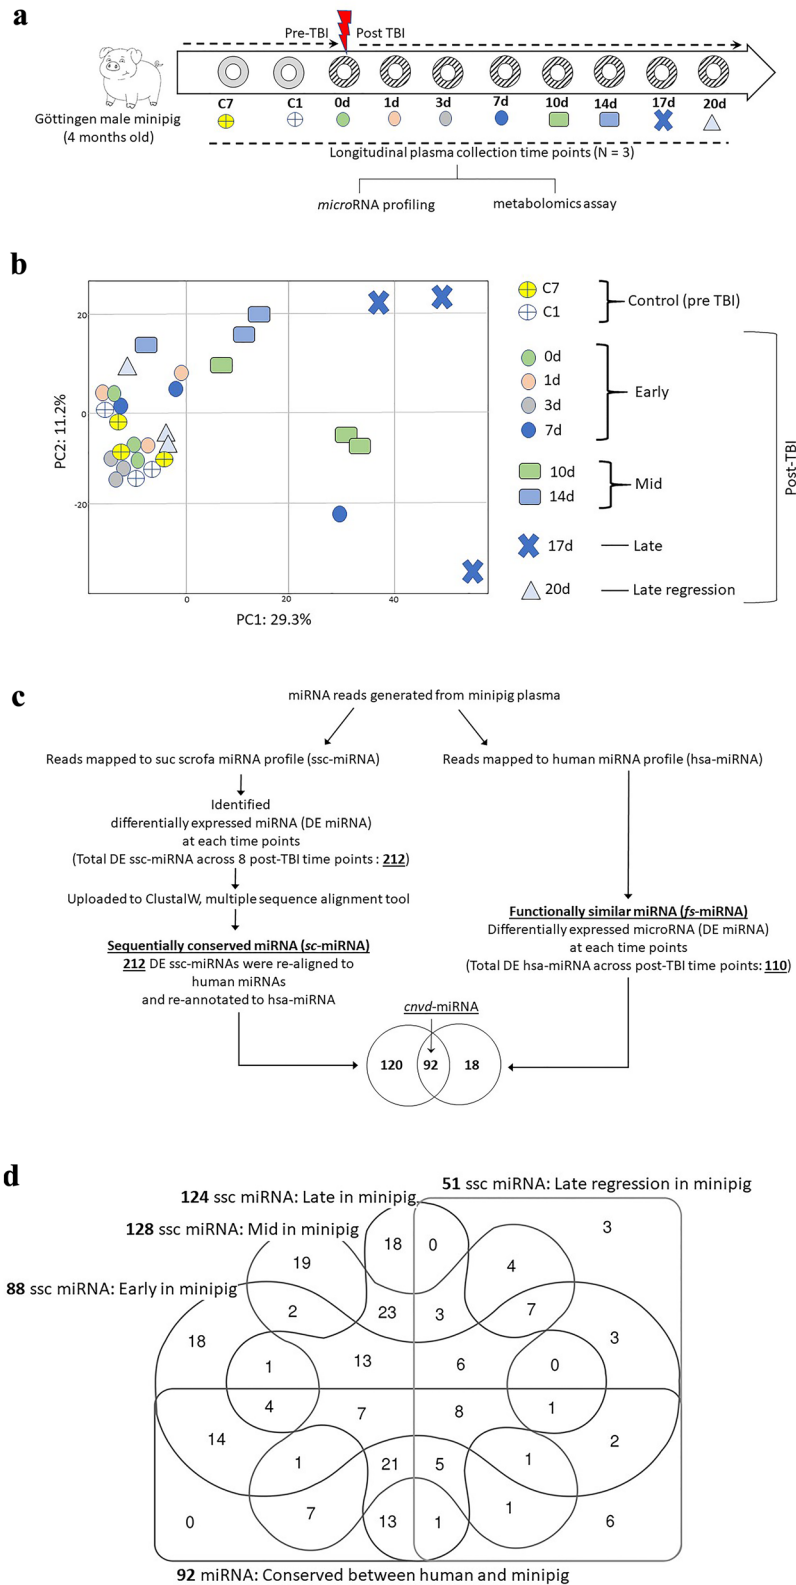 a
Pre-TBI
Post TBI
C7 C1 0d 1d 3d 7d 10d 14d 17d 20d
Göttingen male minipig
(4 months old)
Longitudinal plasma collection time points (N = 3)
microRNA profiling
metabolomics assay
b
PC2: 11.2%
20
0
-20
0 20 40
PC1: 29.3%
C7
C1
Control (pre TBI)
0d
1d
3d
7d
Early
10d
14d
Mid
17d
Late
20d
Late regression
Post-TBI
c
miRNA reads generated from minipig plasma
Reads mapped to suc scrofa miRNA profile (ssc-miRNA)
Identified
differentially expressed miRNA (DE miRNA)
at each time points
(Total DE ssc-miRNA across 8 post-TBI time points : 212)
Uploaded to ClustalW, multiple sequence alignment tool
Sequentially conserved miRNA (sc-miRNA)
212 DE ssc-miRNAs were re-aligned to
human miRNAs
and re-annotated to hsa-miRNA
Reads mapped to human miRNA profile (hsa-miRNA)
Functionally similar miRNA (fs-miRNA)
Differentially expressed microRNA (DE miRNA)
at each time points
(Total DE hsa-miRNA across post-TBI time points: 110)
cnvd-miRNA
120 92 18
d
51 ssc miRNA: Late regression in minipig
124 ssc miRNA: Late in minipig
128 ssc miRNA: Mid in minipig
88 ssc miRNA: Early in minipig
3
18 0
19 4
2 23 3 7
18 3
13 6
1 0
4 1
7 8
14 2
1 21 5 1
7 1
0 13 1 6
92 miRNA: Conserved between human and minipig